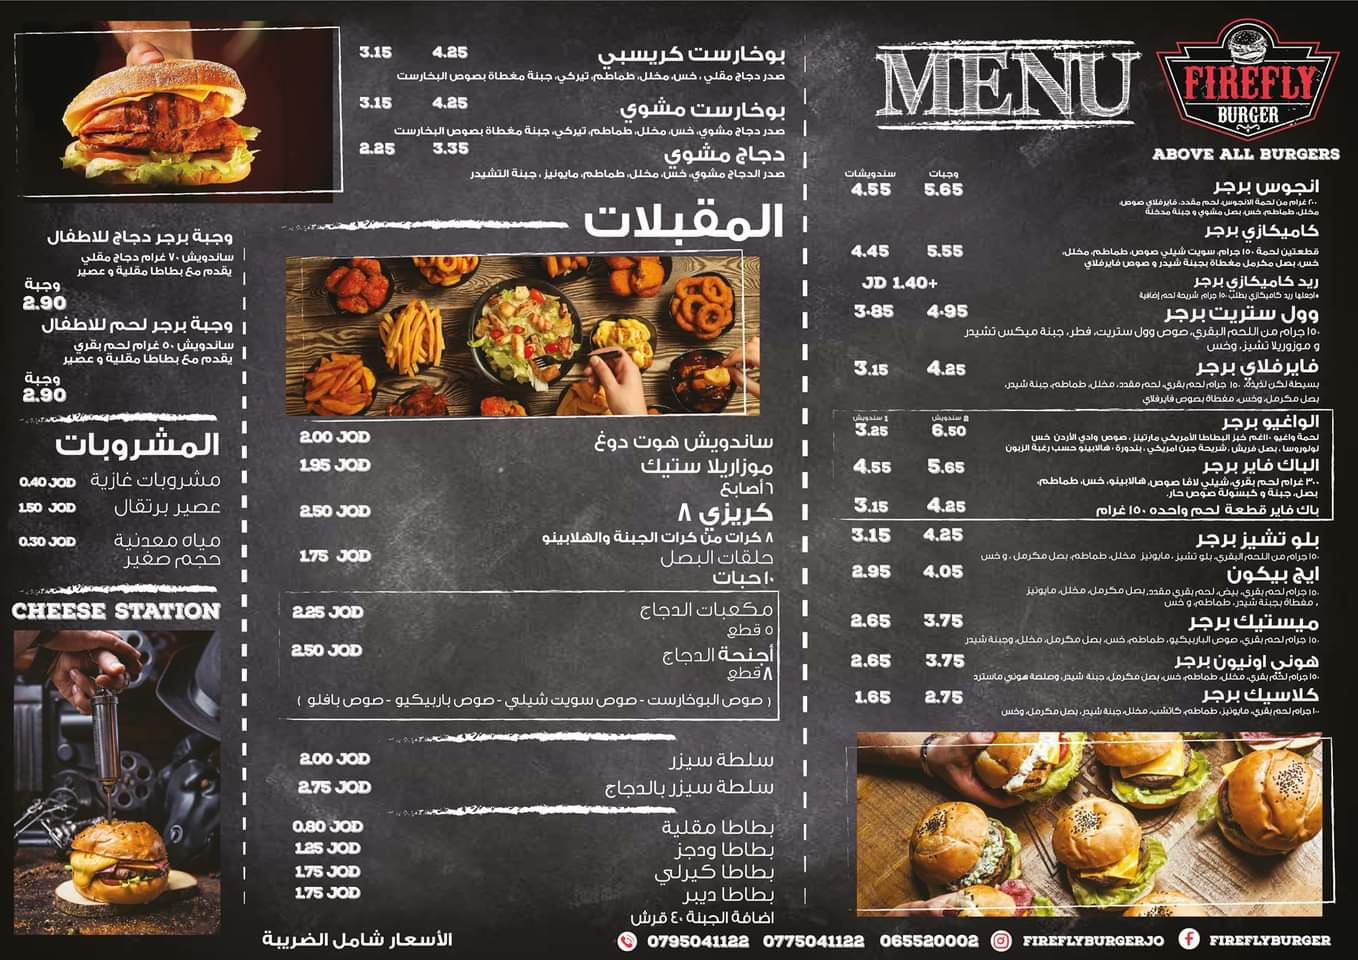 MENU
FIREFLY
BURGER
ABOVE ALL BURGERS
وجبات سندويشات
انجوس برجر 5.65 4.55
٢٠٠ غرام من لحمة الانجوس، لحم مقدد، فايرفلاي صوص،
مخلل، طماطم، خس، بصل مشوي و جبنة مدخنة
كاميكازي برجر 5.55 4.45
قطعتين لحمة ١٥٠ جرام، سويت شيلي صوص، طماطم، مخلل،
خس، بصل مكرمل مغطاة بجبنة شيدر و صوص فايرفلاي
ريد كاميكازي برجر JD 1.40+
اجعلها ريد كاميكازي بطلب ١٥٠ جرام شريحة لحم إضافية
وول ستريت برجر 4.95 3.85
١٥٠ جرام من اللحم البقري، صوص وول ستريت، فطر، جبنة ميكس تشيدر
و موزوريلا تشيز، وخس
فايرفلاي برجر 4.25 3.15
بسيطة لكن لذيذة، ١٥٠ جرام لحم بقري، لحم مقدد، مخلل، طماطم، جبنة شيدر،
بصل مكرمل، وخس، مغطاة بصوص فايرفلاي
2 سندويش 1 سندويش
الواغيو برجر 6.50 3.25
لحمة واغيو ١١٠غم خبز البطاطا الأمريكي مارتينز ، صوص وادي الأردن خس
لولوروسا ، بصل فريش ، شريحة جبن امريكي ، بندورة + هالابينو حسب رغبة الزبون
الباك فاير برجر 5.65 4.55
٣٠٠ غرام لحم بقري، شيلي لافا صوص، هالابينو، خس، طماطم،
بصل، جبنة و كبسولة صوص حار.
باك فاير قطعة لحم واحده ١٥٠ غرام 4.25 3.15
بلو تشيز برجر 4.25 3.15
١٥٠ جرام من اللحم البقري، بلو تشيز ، مايونيز مخلل، طماطم، بصل مكرمل ، و خس
ايج بيكون 4.05 2.95
١٥٠ جرام لحم بقري، بيض، لحم بقري مقدد, بصل مكرمل، مخلل، مايونيز
، مغطاة بجبنة شيدر ، طماطم، و خس
ميستيك برجر 3.75 2.65
١٥٠ جرام لحم بقري، صوص الباربيكيو ، طماطم، خس، بصل مكرمل، مخلل، وجبنة شيدر
هوني اونيون برجر 3.75 2.65
١٥٠ جرام لحم بقري، مخلل، طماطم، خس، بصل مكرمل، جبنة شيدر، وصلصة هوني ماسترد
كلاسيك برجر 2.75 1.65
١٠٠ جرام لحم بقري، مايونيز، طماطم، كاتشب، مخلل، جبنة شيدر، بصل مكرمل، وخس
بوخارست كريسبي 4.25 3.15
صدر دجاج مقلي ، خس، مخلل، طماطم، تيركي، جبنة مغطاة بصوص البخارست
بوخارست مشوي 4.25 3.15
صدر دجاج مشوي، خس، مخلل، طماطم، تيركي، جبنة مغطاة بصوص البخارست
دجاج مشوي 3.35 2.25
صدر الدجاج مشوي، خس، مخلل، طماطم، مايونيز ، جبنة التشيدر
المقبلات
ساندويش هوت دوغ 2.00 JOD
موزاريلا ستيك 1.95 JOD
٦ أصابع
كريزي ٨ 2.50 JOD
٨ كرات من كرات الجبنة والهلابينو
حلقات البصل 1.75 JOD
١٠ حبات
مكعبات الدجاج 2.25 JOD
٥ قطع
أجنحة الدجاج 2.50 JOD
٨ قطع
( صوص البوخارست - صوص سويت شيلي - صوص باربيكيو - صوص بافلو )
سلطة سيزر 2.00 JOD
سلطة سيزر بالدجاج 2.75 JOD
بطاطا مقلية 0.80 JOD
بطاطا ودجز 1.25 JOD
بطاطا كيرلي 1.75 JOD
بطاطا ديبر 1.75 JOD
اضافة الجبنة ٤٠ قرش
وجبة برجر دجاج للاطفال
ساندويش ٧٠ غرام دجاج مقلي
يقدم مع بطاطا مقلية و عصير
وجبة
2.90
وجبة برجر لحم للاطفال
ساندويش ٥٠ غرام لحم بقري
يقدم مع بطاطا مقلية و عصير
وجبة
2.90
المشروبات
مشروبات غازية 0.40 JOD
عصير برتقال 1.50 JOD
مياه معدنية 0.30 JOD
حجم صغير
CHEESE STATION
الأسعار شامل الضريبة
0795041122 0775041122 065520002 FIREFLYBURGERJO FIREFLYBURGER